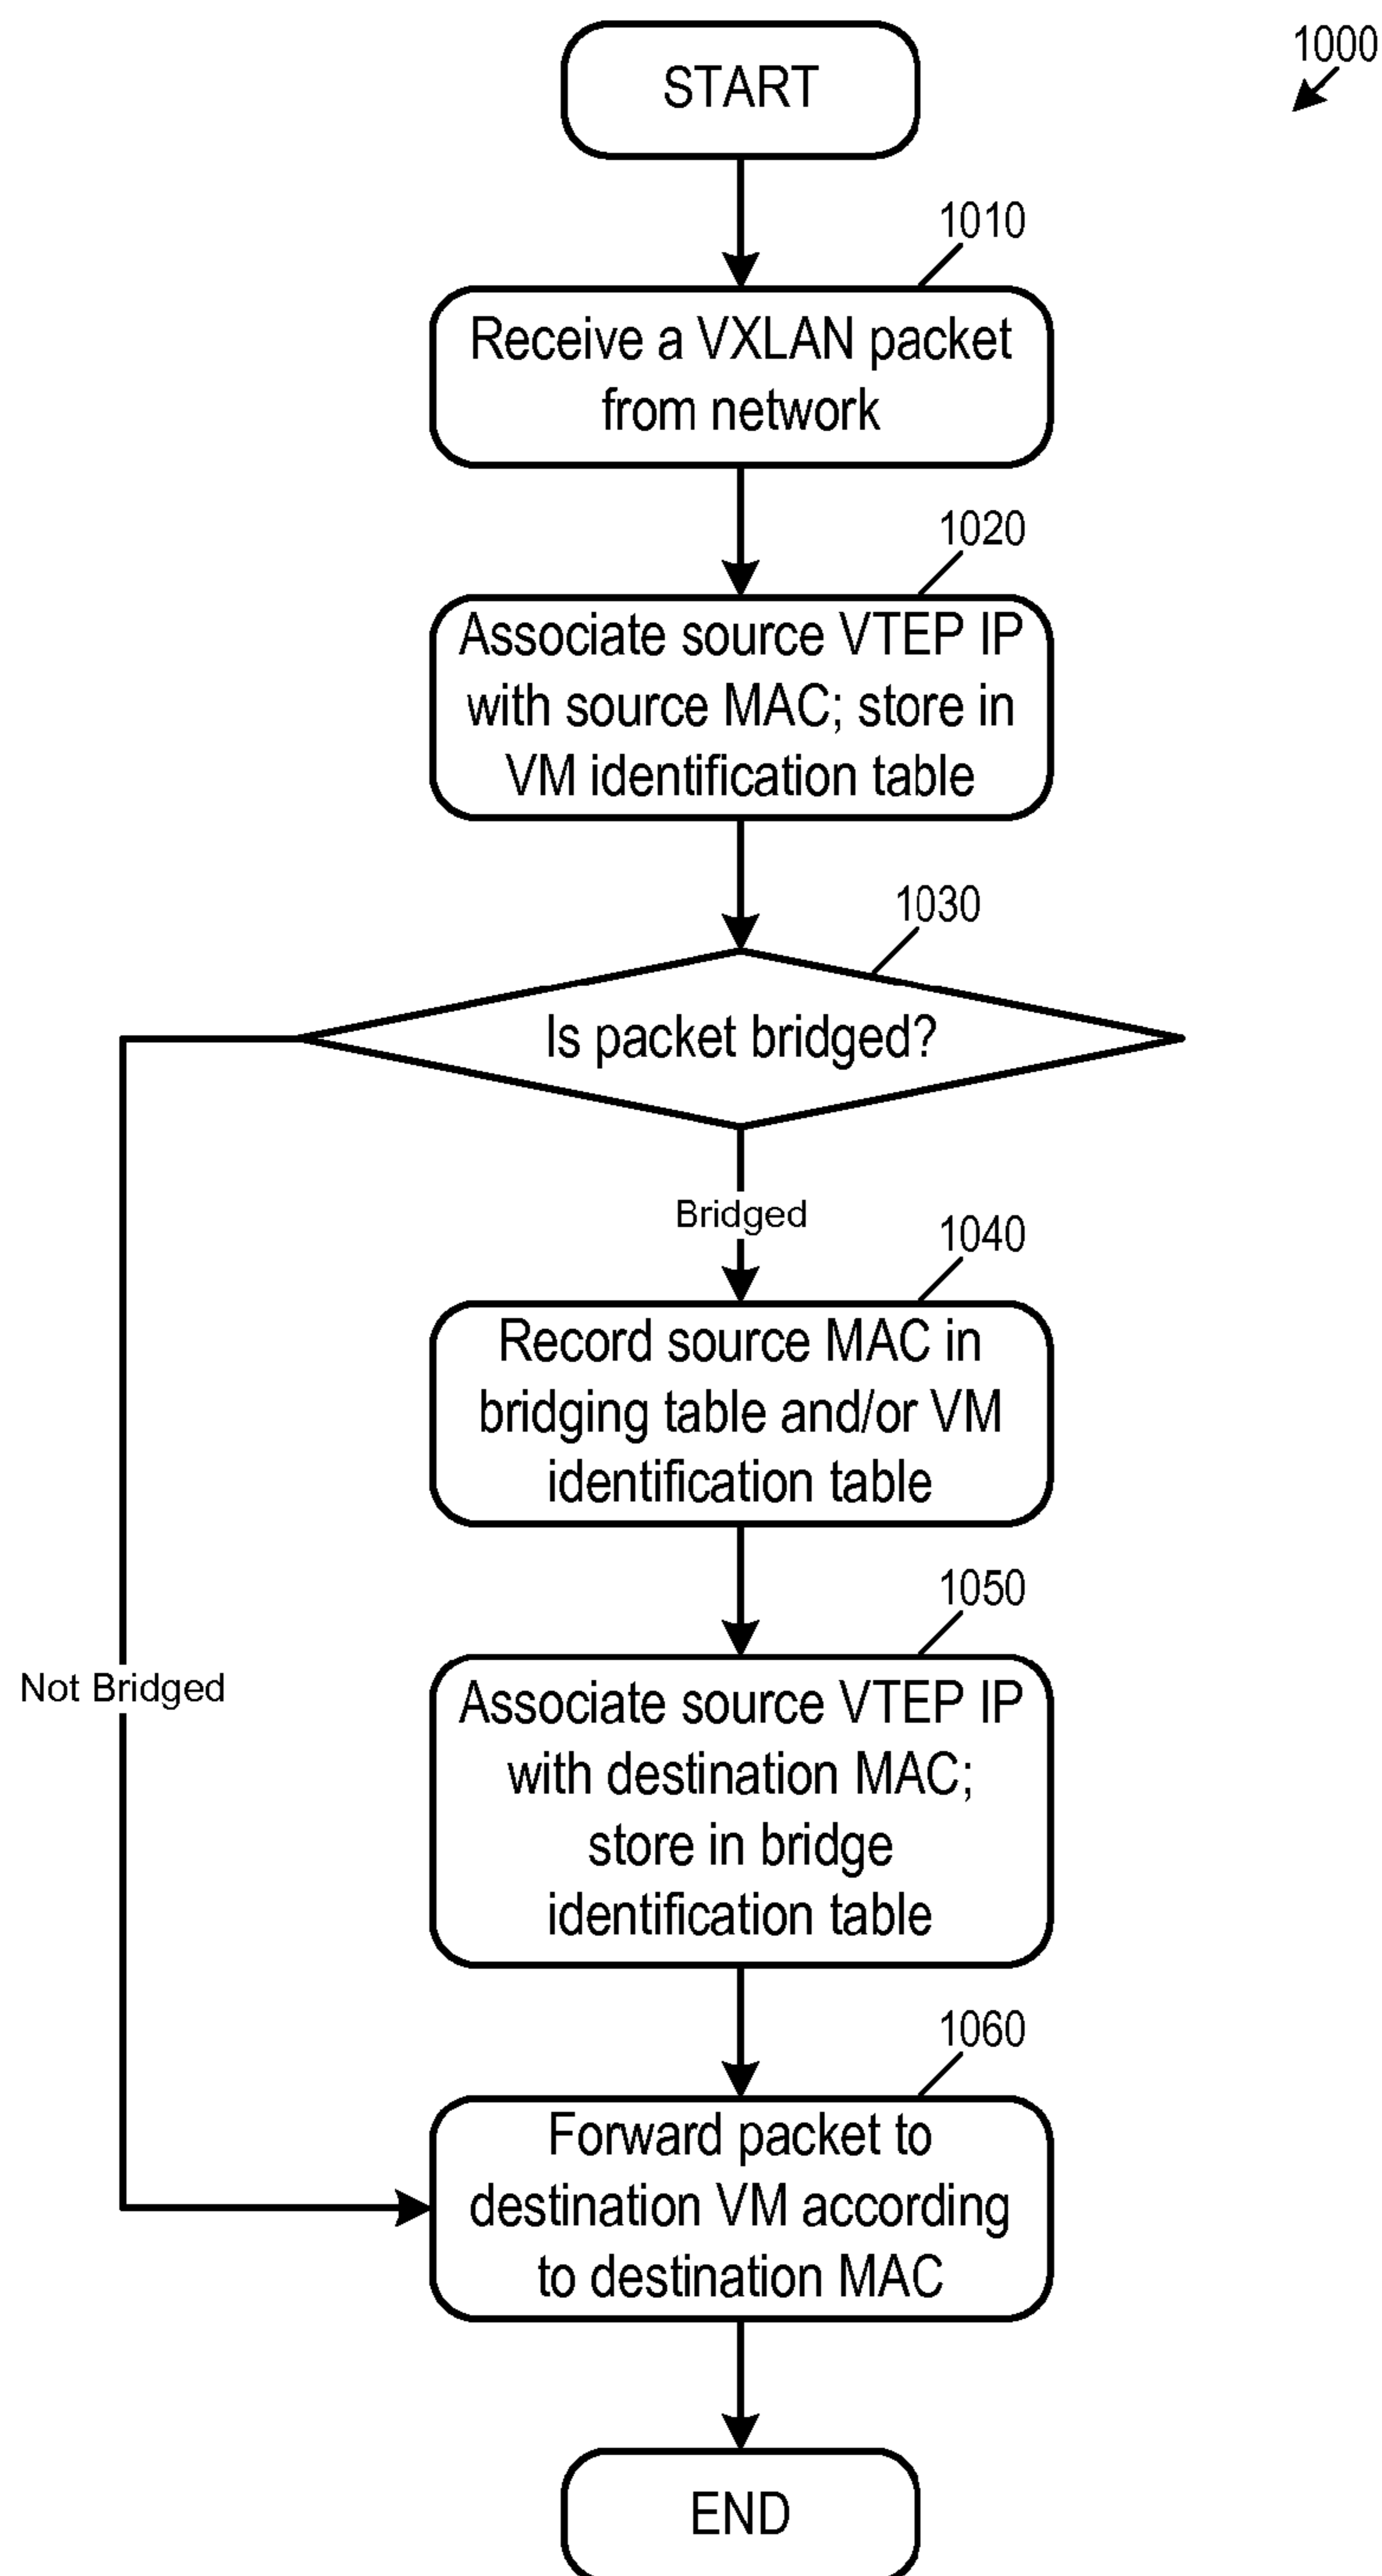 START
1000
1010
Receive a VXLAN packet
from network
1020
Associate source VTEP IP
with source MAC; store in
VM identification table
1030
Is packet bridged?
Bridged
1040
Record source MAC in
bridging table and/or VM
identification table
1050
Not Bridged
Associate source VTEP IP
with destination MAC;
store in bridge
identification table
1060
Forward packet to
destination VM according
to destination MAC
END